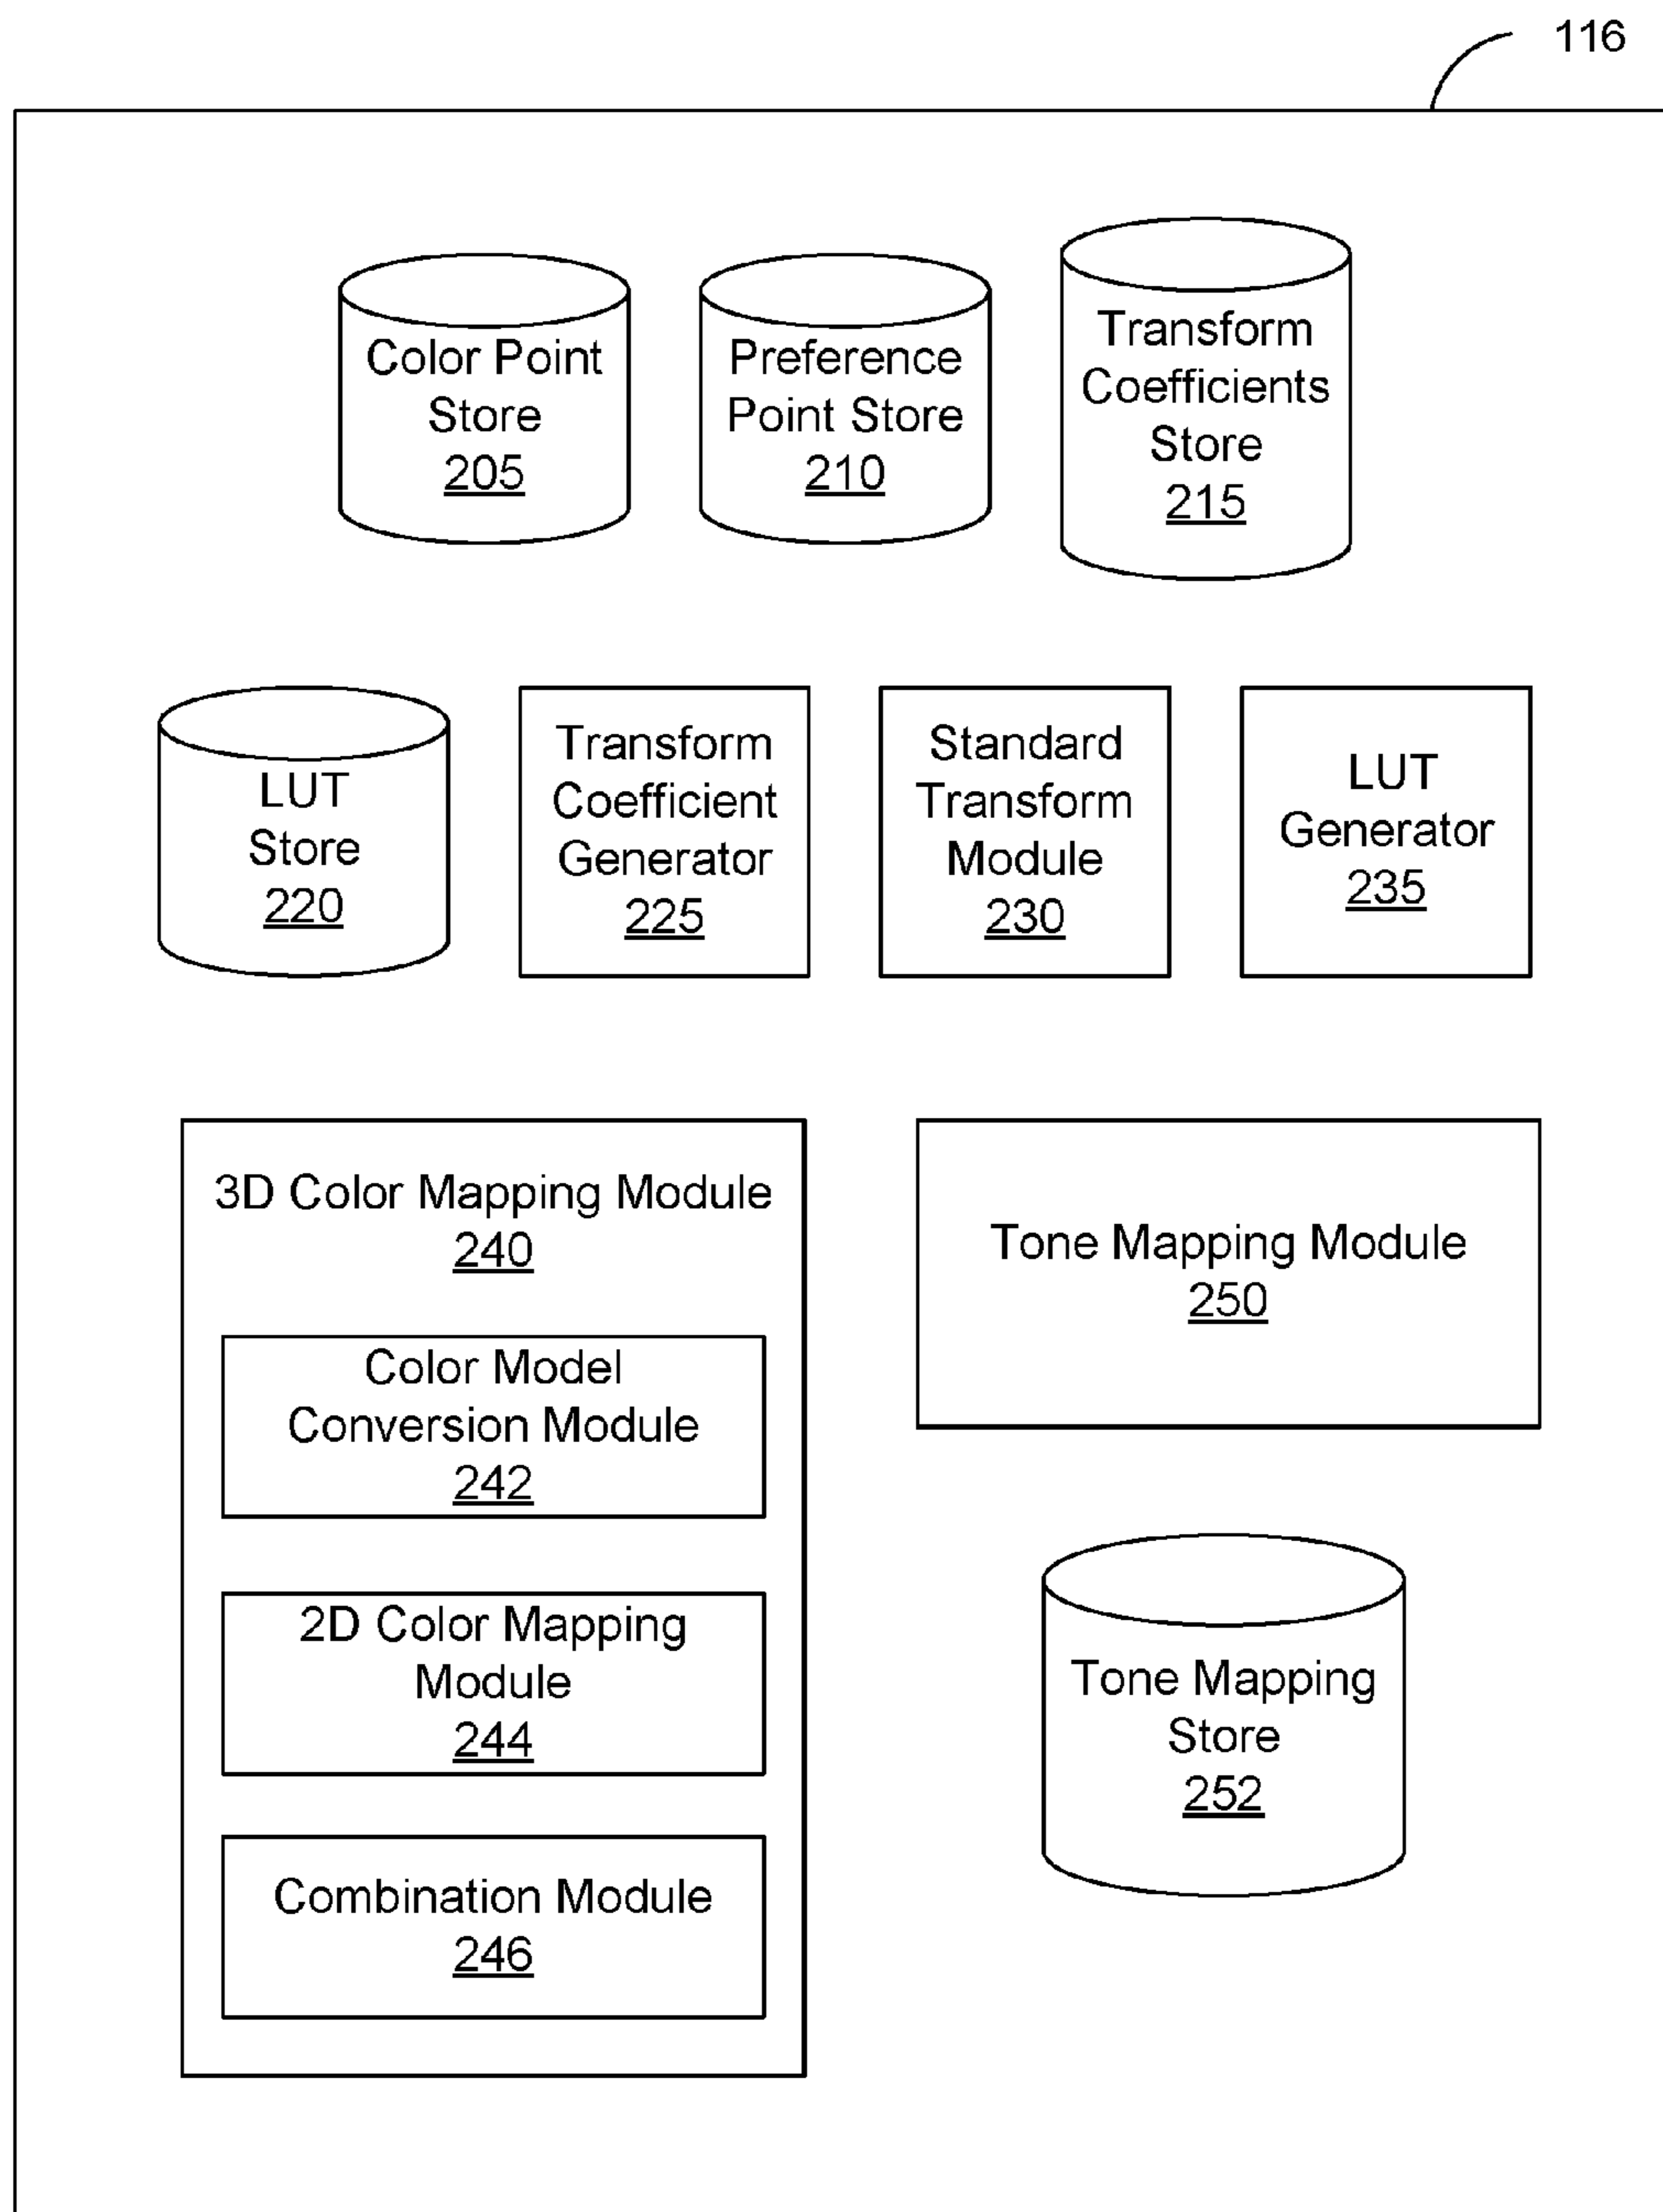 116
Color Point
Store
205
Preference
Point Store
210
Transform
Coefficients
Store
215
LUT
Store
220
Transform
Coefficient
Generator
225
Standard
Transform
Module
230
LUT
Generator
235
3D Color Mapping Module
240
Color Model
Conversion Module
242
2D Color Mapping
Module
244
Combination Module
246
Tone Mapping Module
250
Tone Mapping
Store
252